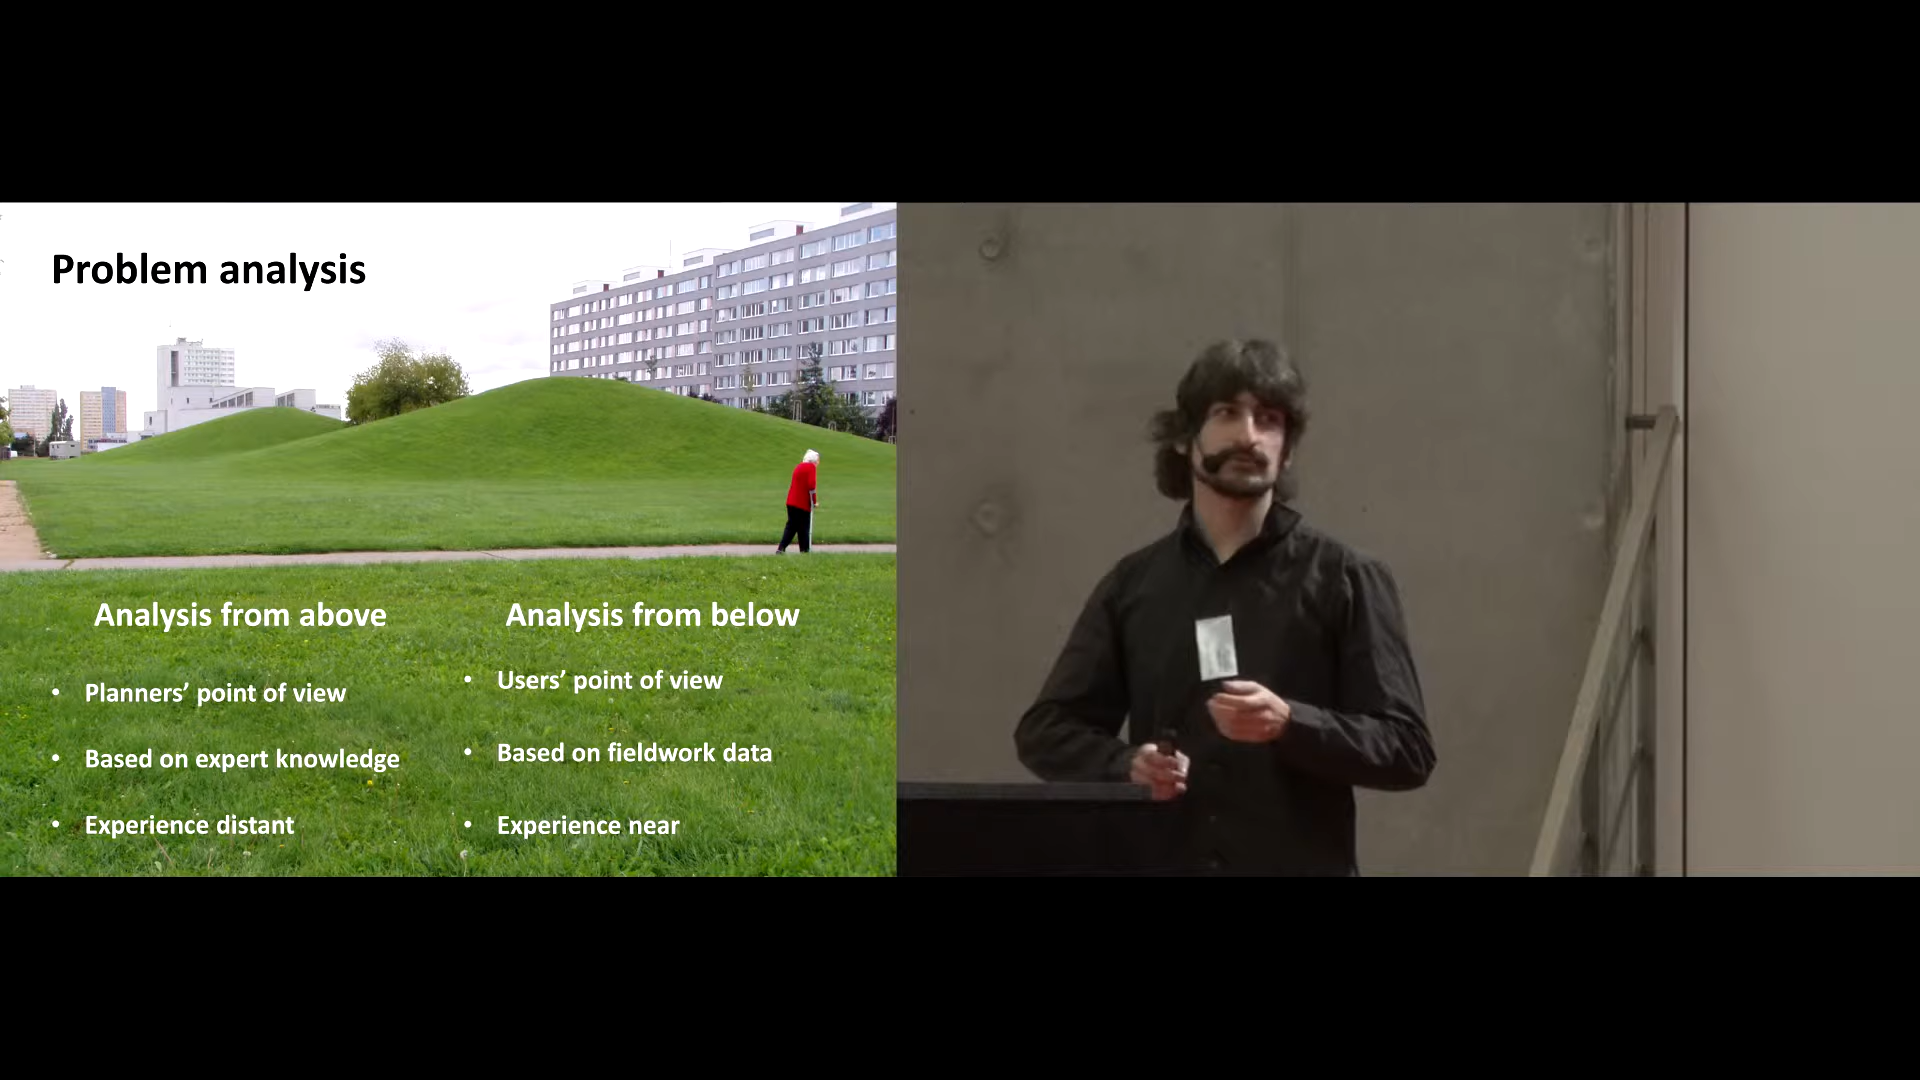 Problem analysis
Analysis from above
• Planners’ point of view
• Based on expert knowledge
• Experience distant
Analysis from below
• Users’ point of view
• Based on fieldwork data
• Experience near